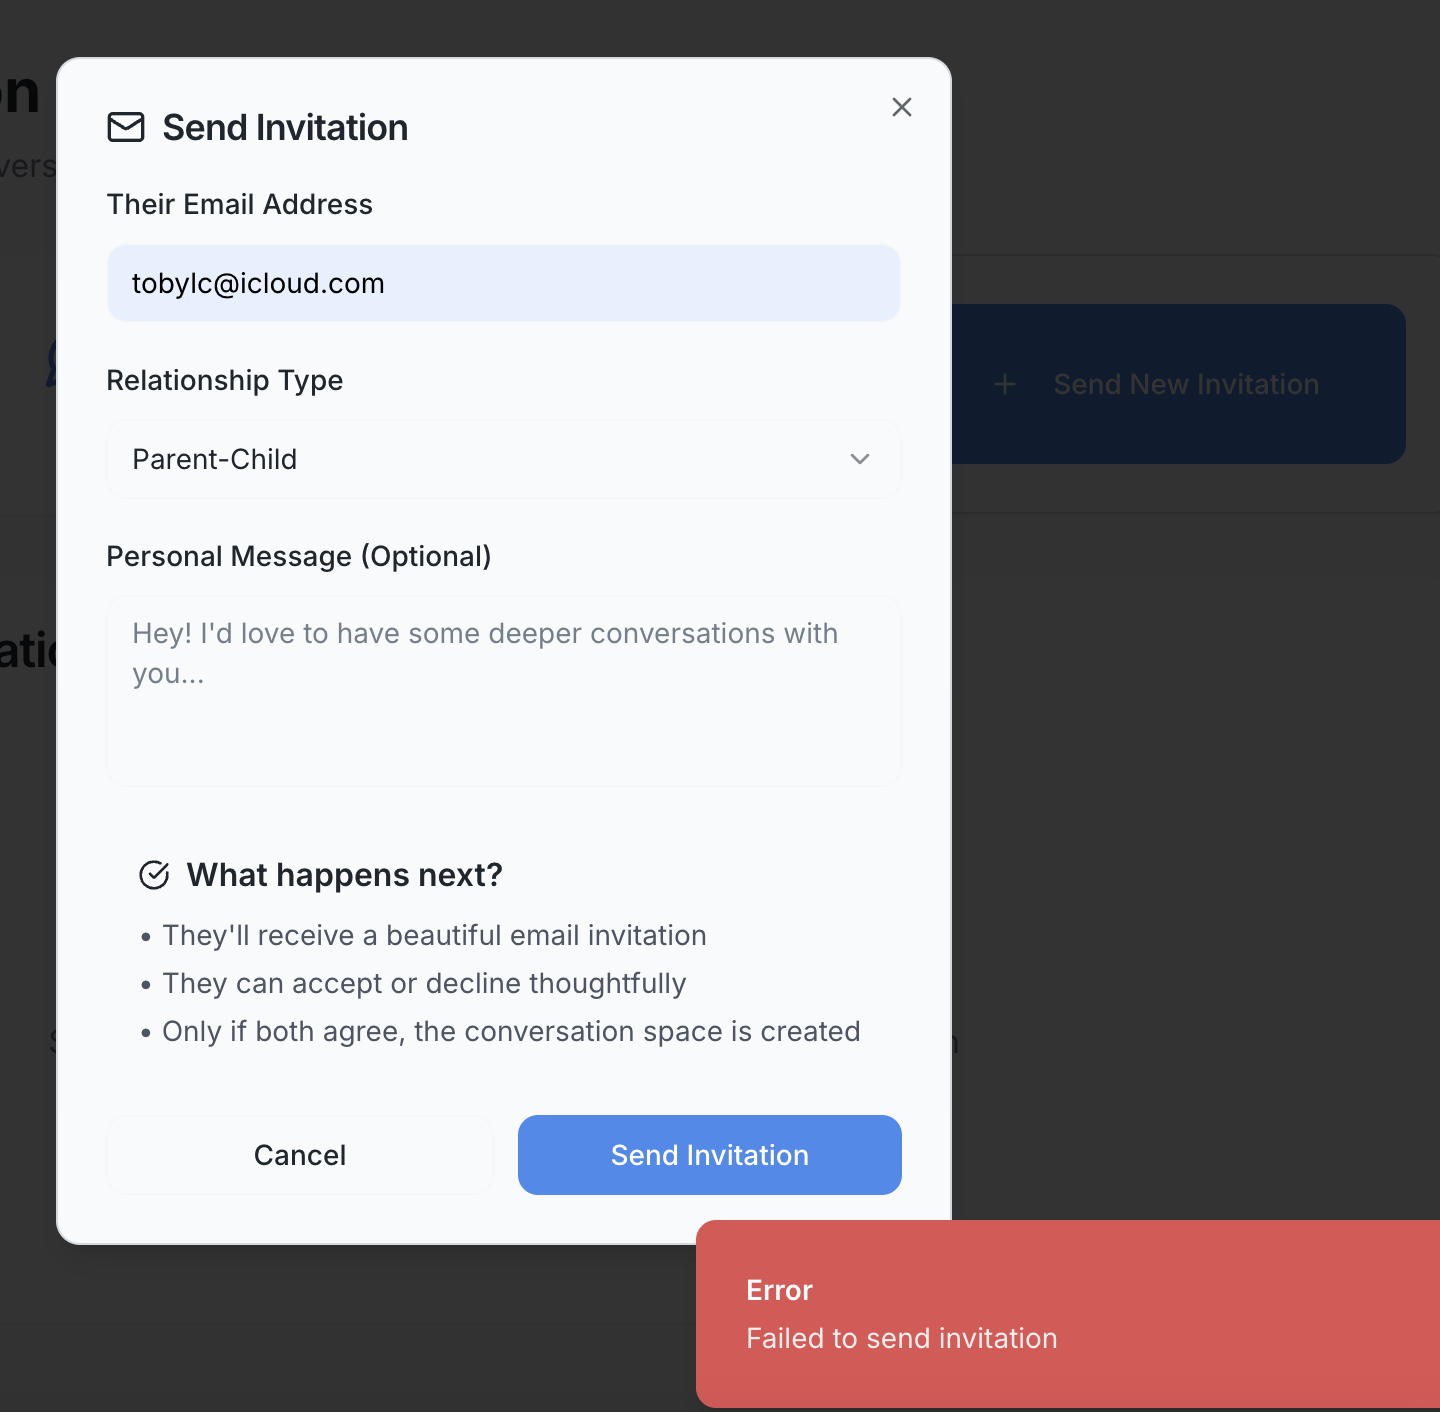 Send Invitation
Their Email Address
tobylc@icloud.com
Relationship Type
Parent-Child
Personal Message (Optional)
Hey! I'd love to have some deeper conversations with
you...
What happens next?
• They'll receive a beautiful email invitation
• They can accept or decline thoughtfully
• Only if both agree, the conversation space is created
Cancel
Send Invitation
+ Send New Invitation
Error
Failed to send invitation